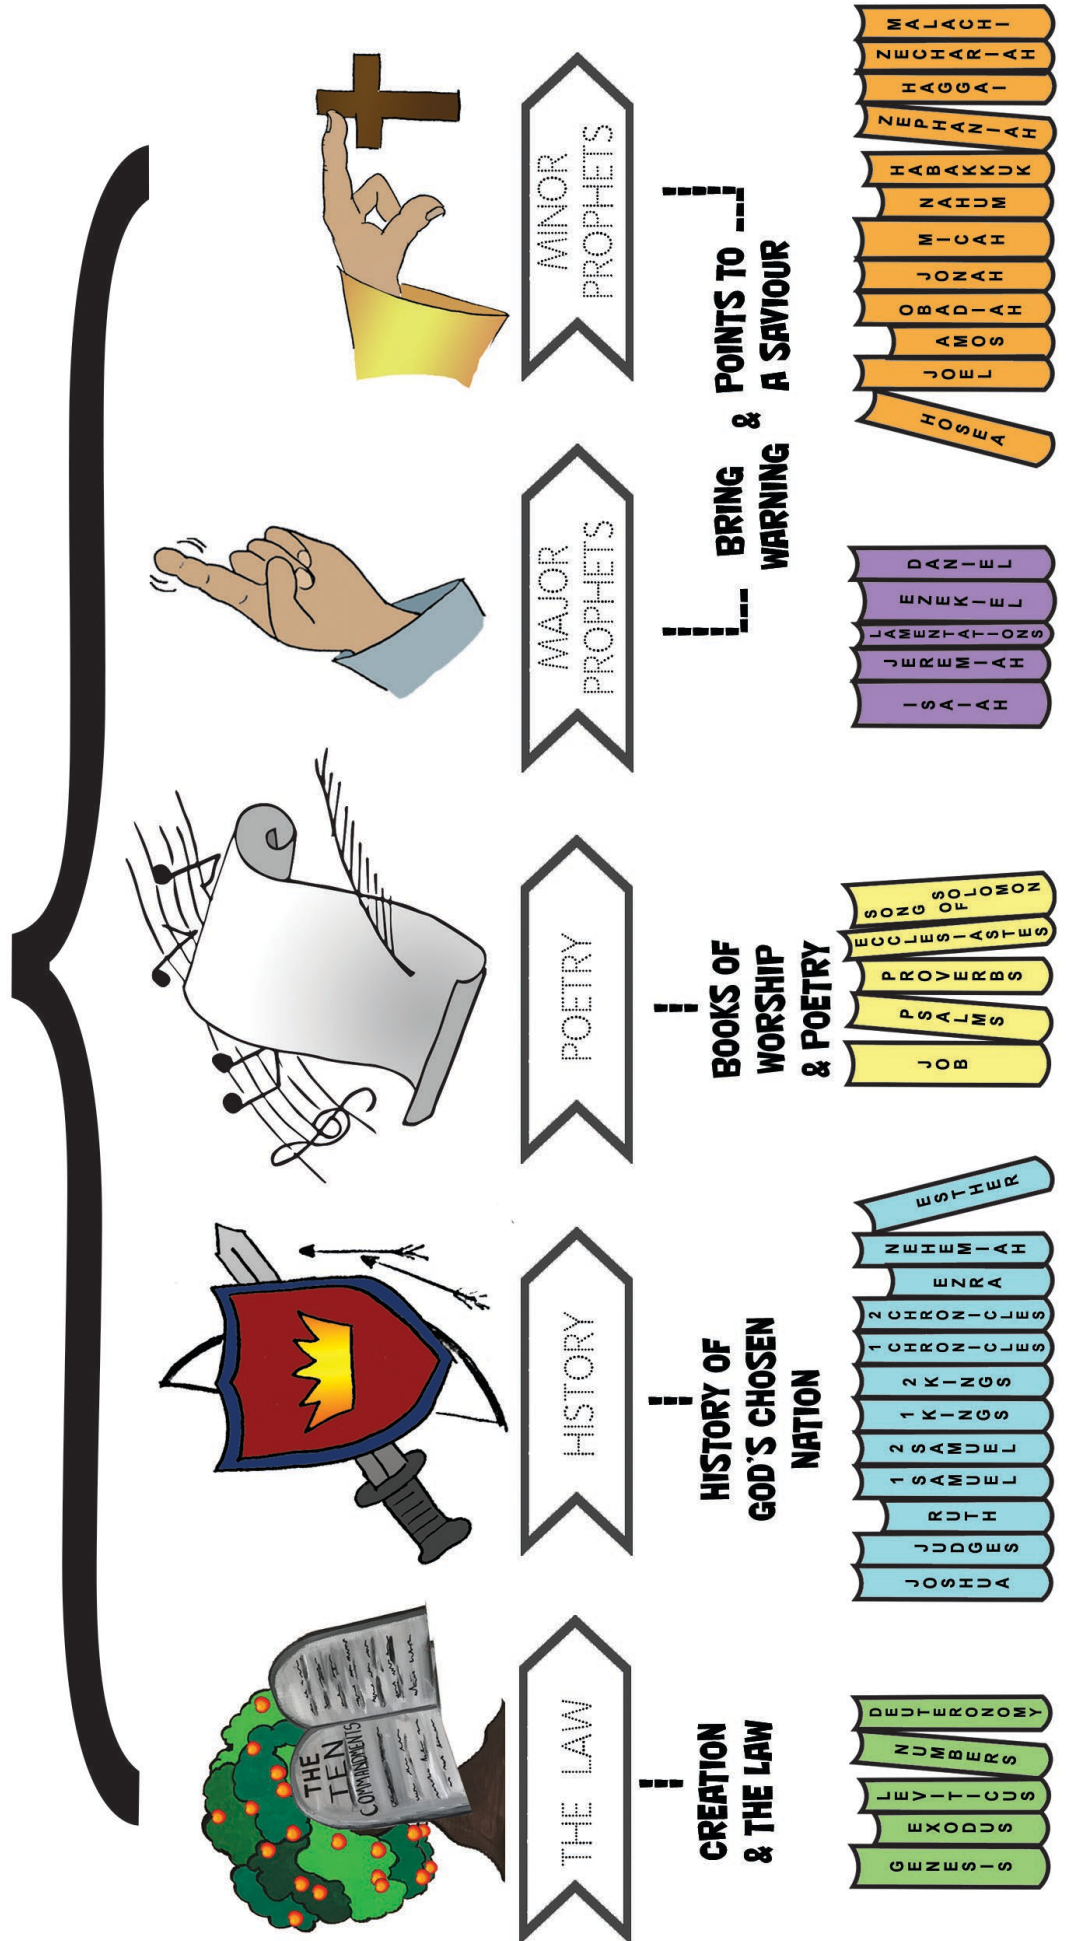 THE
TEN
COMMANDMENTS
THE LAW
HISTORY
POETRY
MAJOR
PROPHETS
MINOR
PROPHETS
CREATION
& THE LAW
HISTORY OF
GOD'S CHOSEN
NATION
BOOKS OF
WORSHIP
& POETRY
BRING
WARNING
&
POINTS TO
A SAVIOUR
GENESIS
EXODUS
LEVITICUS
NUMBERS
DEUTERONOMY
JOSHUA
JUDGES
RUTH
1 SAMUEL
2 SAMUEL
1 KINGS
2 KINGS
1 CHRONICLES
2 CHRONICLES
EZRA
NEHEMIAH
ESTHER
JOB
PSALMS
PROVERBS
ECCLESIASTES
SONG OF SOLOMON
ISAIAH
JEREMIAH
LAMENTATIONS
EZEKIEL
DANIEL
HOSEA
JOEL
AMOS
OBADIAH
JONAH
MICAH
NAHUM
HABAKKUK
ZEPHANIAH
HAGGAI
ZECHARIAH
MALACHI